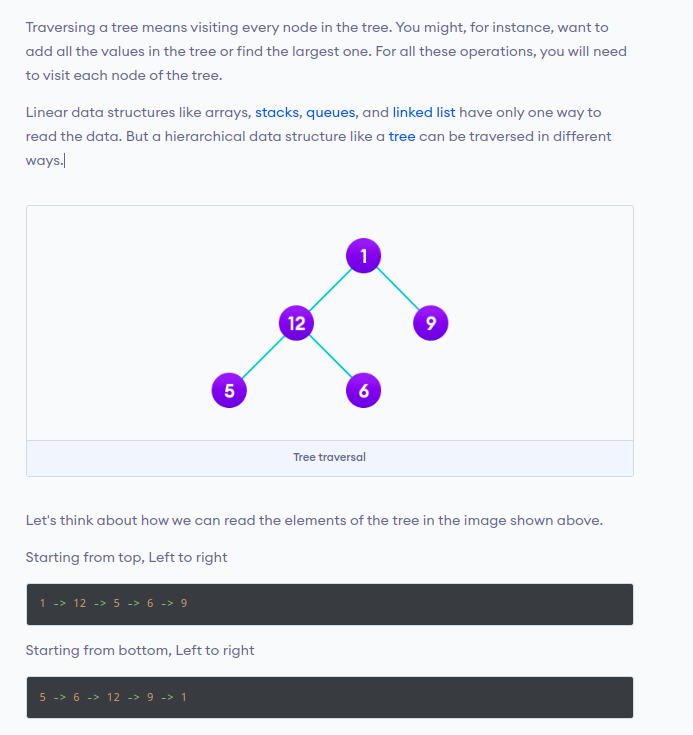 Traversing a tree means visiting every node in the tree. You might, for instance, want to
add all the values in the tree or find the largest one. For all these operations, you will need
to visit each node of the tree.
Linear data structures like arrays, stacks, queues, and linked list have only one way to
read the data. But a hierarchical data structure like a tree can be traversed in different
ways.
1
12
9
5
6
Tree traversal
Let's think about how we can read the elements of the tree in the image shown above.
Starting from top, Left to right
1 -> 12 -> 5 -> 6 -> 9
Starting from bottom, Left to right
5 -> 6 -> 12 -> 9 -> 1